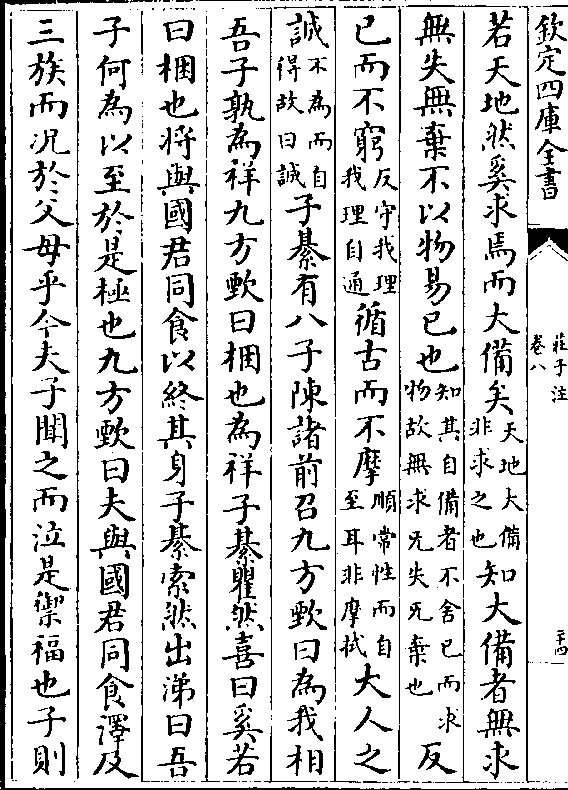 欽定四庫全書
莊子注
卷八
二十四
若天地然奚求焉而大備矣天地大備非求之也知大備者無求
無失無棄不以物易已也知其自備者不舍已而求物故無求无失无棄也反
已而不窮反守我理我理自通循古而不摩順常性而自至耳非摩拭大人之
誠不為而自得故曰誠子綦有八子陳諸前召九方歅曰為我相
吾子孰為祥九方歅曰梱也為祥子綦瞿然喜曰奚若
曰梱也將與國君同食以終其身子綦索然出涕曰吾
子何為以至於是極也九方歅曰夫與國君同食澤及
三族而况於父母乎今夫子聞之而泣是禦福也子則